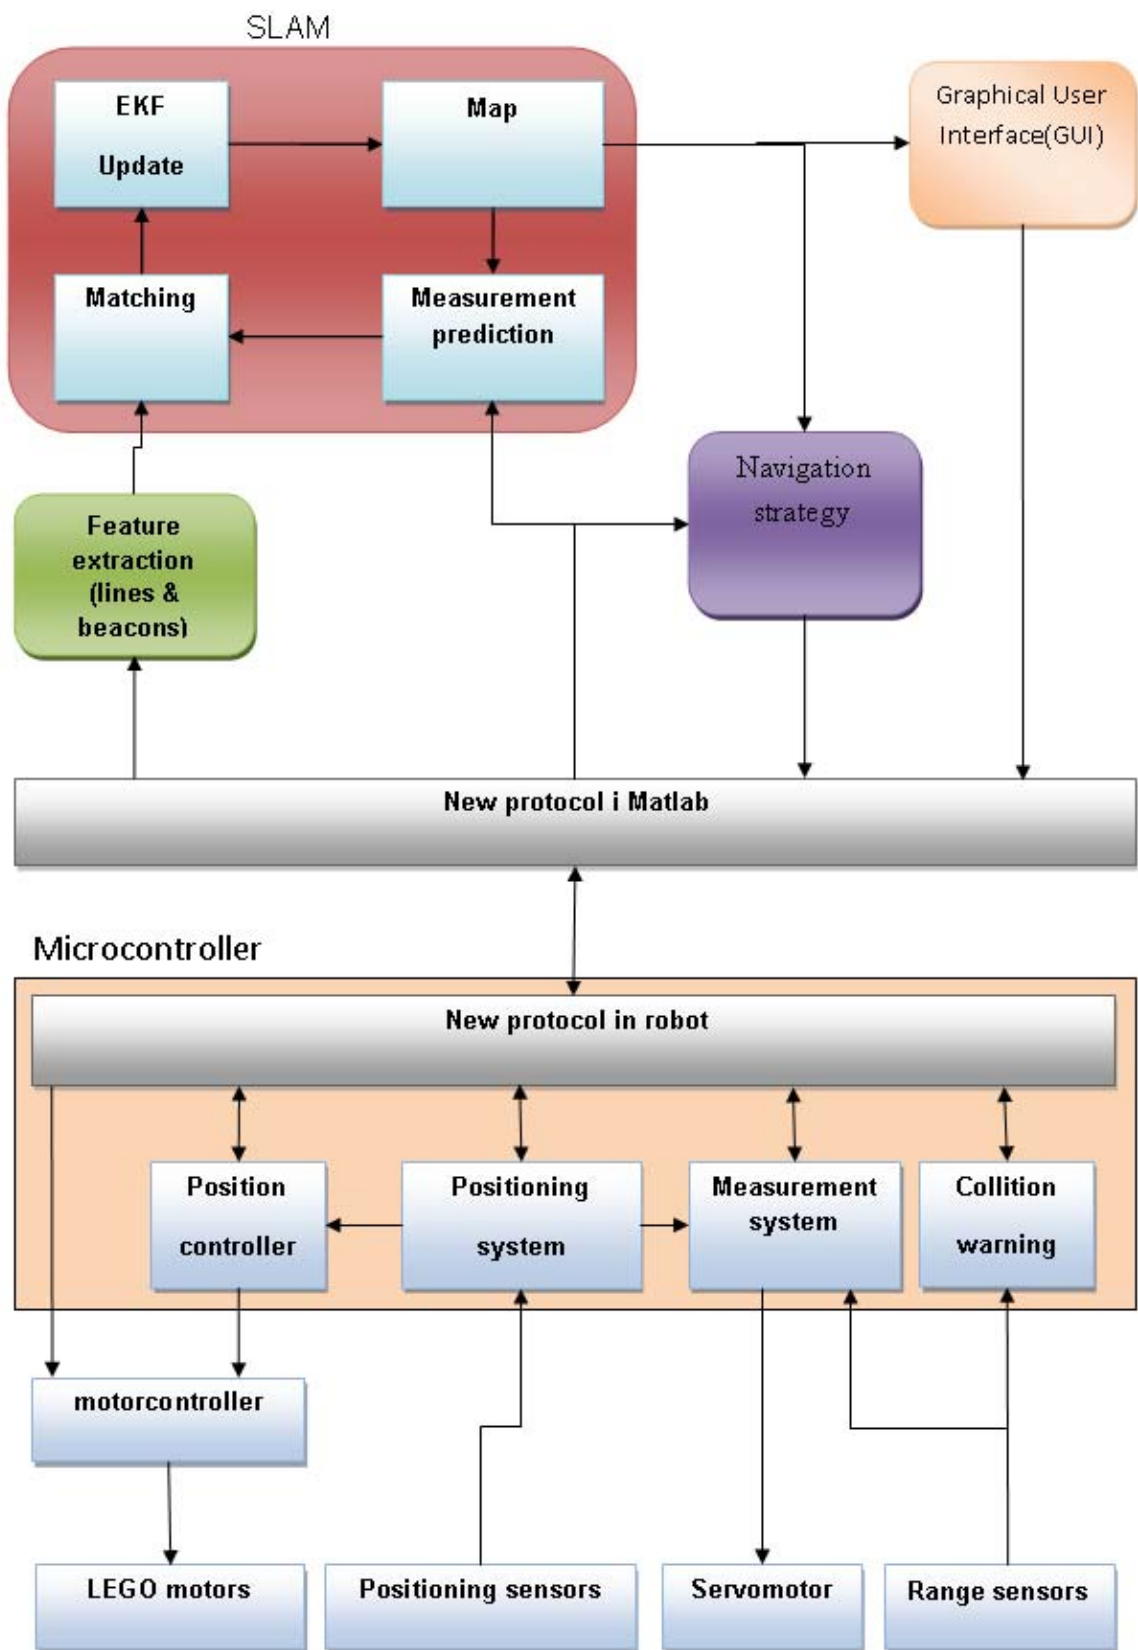 SLAM
EKF
Update
Map
Graphical User
Interface(GUI)
Matching
Measurement
prediction
Navigation
strategy
Feature
extraction
(lines &
beacons)
New protocol i Matlab
Microcontroller
New protocol in robot
Position
controller
Positioning
system
Measurement
system
Collition
warning
motorcontroller
LEGO motors
Positioning sensors
Servomotor
Range sensors